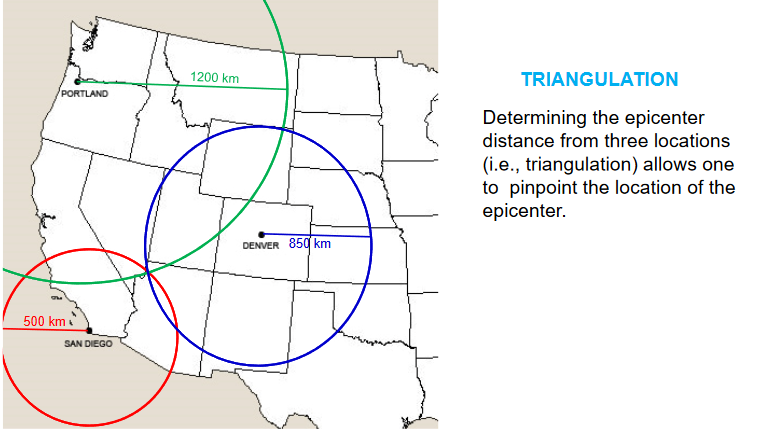 1200 km
PORTLAND
DENVER
850 km
500 km
SAN DIEGO
TRIANGULATION
Determining the epicenter
distance from three locations
(i.e., triangulation) allows one
to pinpoint the location of the
epicenter.